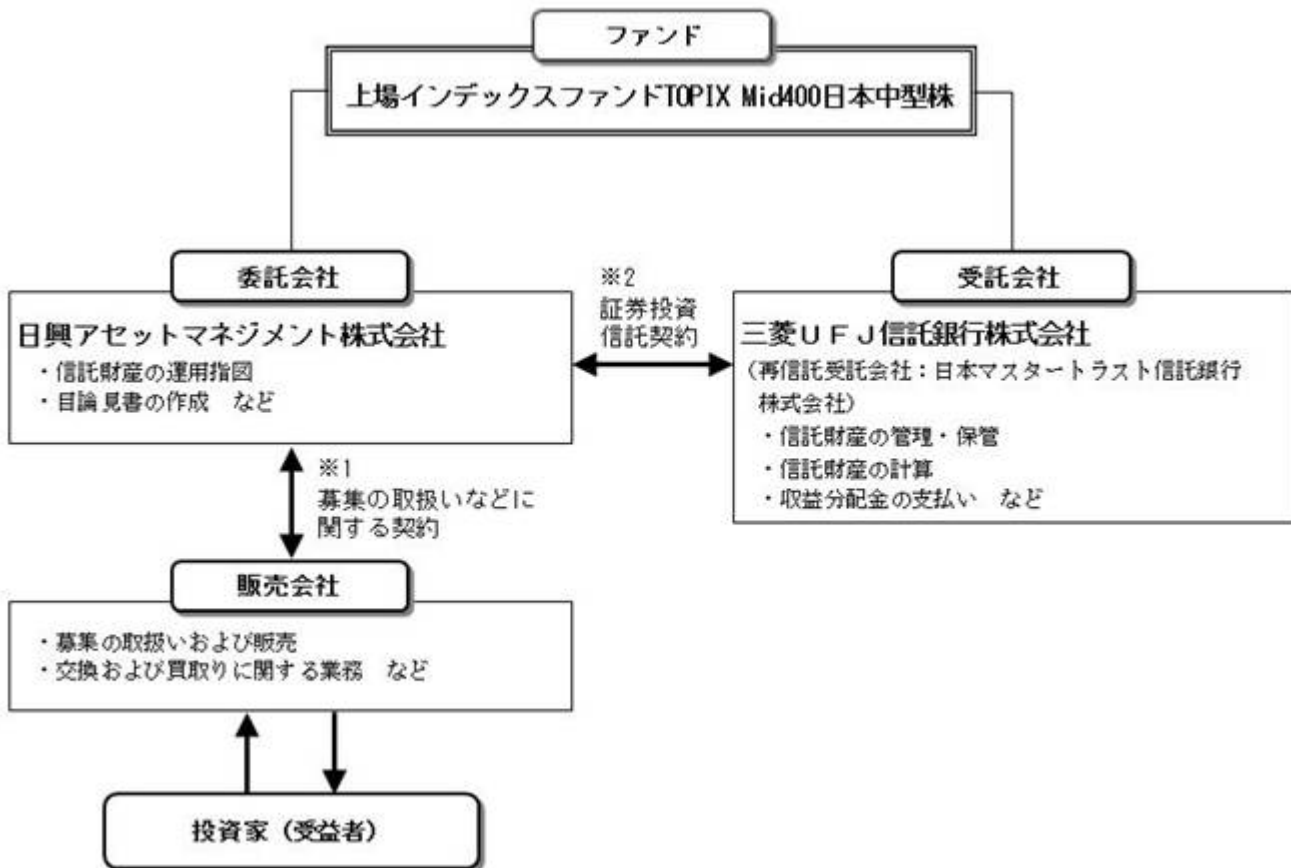 ファンド
上場インデックスファンドTOPIX Mid400日本中型株
委託会社
日興アセットマネジメント株式会社
・信託財産の運用指図
・目論見書の作成　など
※2
証券投資
信託契約
受託会社
三菱ＵＦＪ信託銀行株式会社
（再信託受託会社：日本マスタートラスト信託銀行
株式会社）
・信託財産の管理・保管
・信託財産の計算
・収益分配金の支払い　など
※1
募集の取扱いなどに
関する契約
販売会社
・募集の取扱いおよび販売
・交換および買取りに関する業務　など
投資家（受益者）